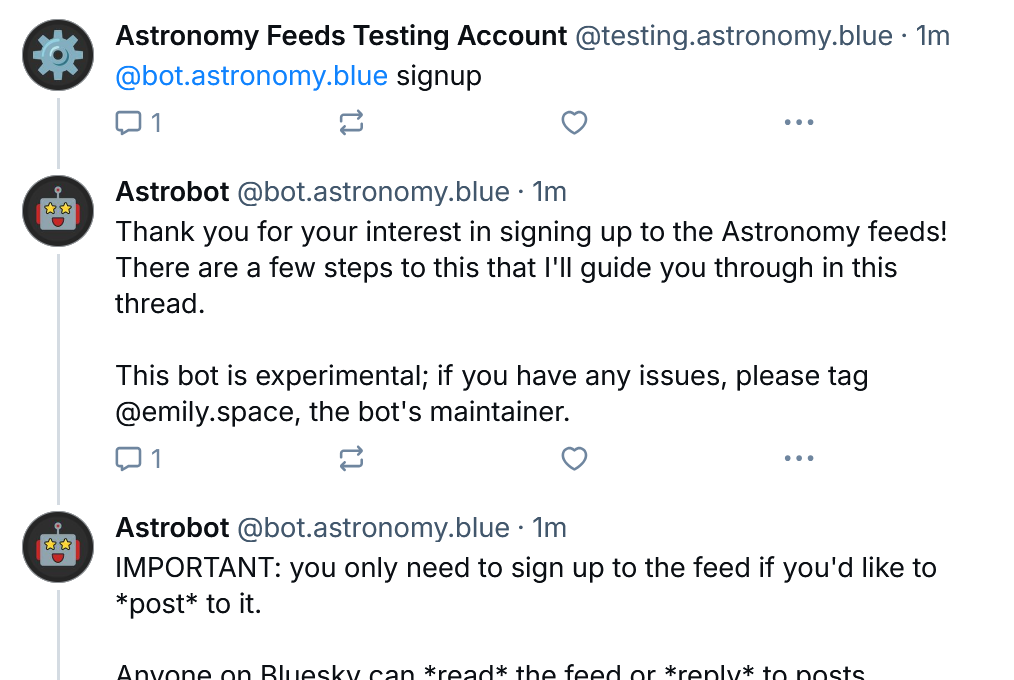 Astronomy Feeds Testing Account @testing.astronomy.blue · 1m
@bot.astronomy.blue signup
1
Astrobot @bot.astronomy.blue · 1m
Thank you for your interest in signing up to the Astronomy feeds!
There are a few steps to this that I'll guide you through in this
thread.
This bot is experimental; if you have any issues, please tag
@emily.space, the bot's maintainer.
1
Astrobot @bot.astronomy.blue · 1m
IMPORTANT: you only need to sign up to the feed if you'd like to
*post* to it.
Anyone on Bluesky can *read* the feed or *reply* to posts